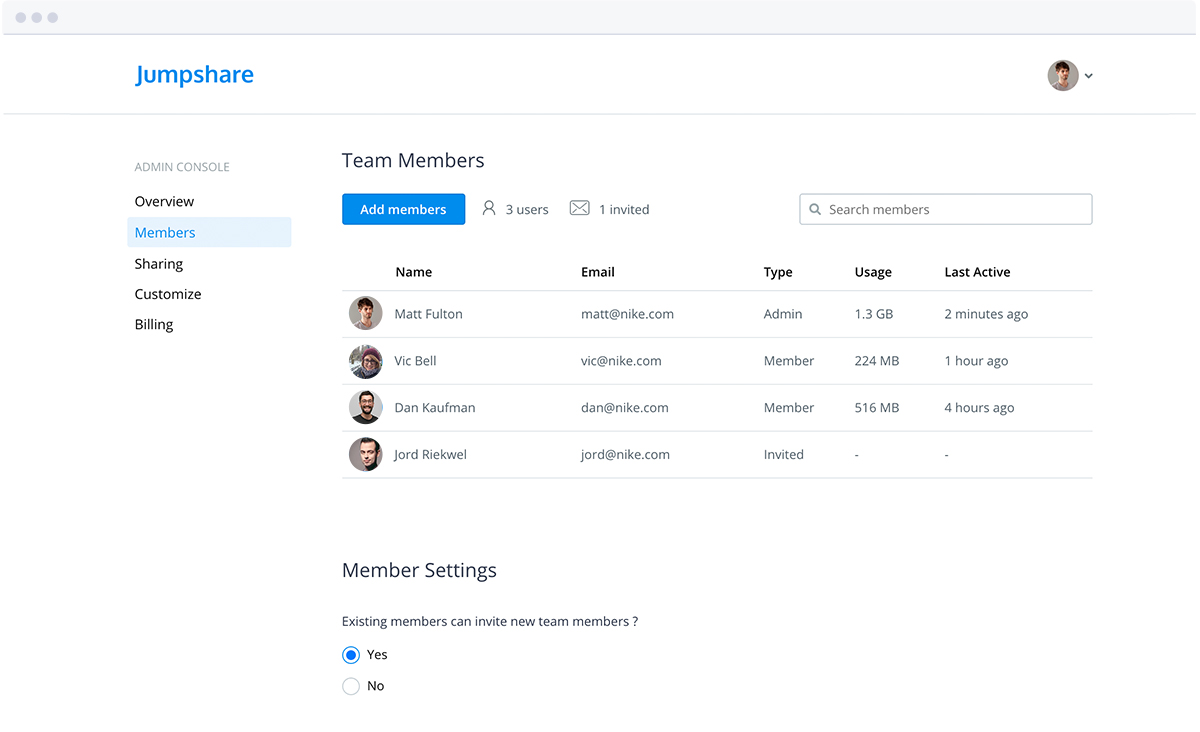 Jumpshare
ADMIN CONSOLE
Overview
Members
Sharing
Customize
Billing
Team Members
Add members 3 users 1 invited Search members
Name Email Type Usage Last Active
Matt Fulton matt@nike.com Admin 1.3 GB 2 minutes ago
Vic Bell vic@nike.com Member 224 MB 1 hour ago
Dan Kaufman dan@nike.com Member 516 MB 4 hours ago
Jord Riekwel jord@nike.com Invited - -
Member Settings
Existing members can invite new team members ?
Yes
No